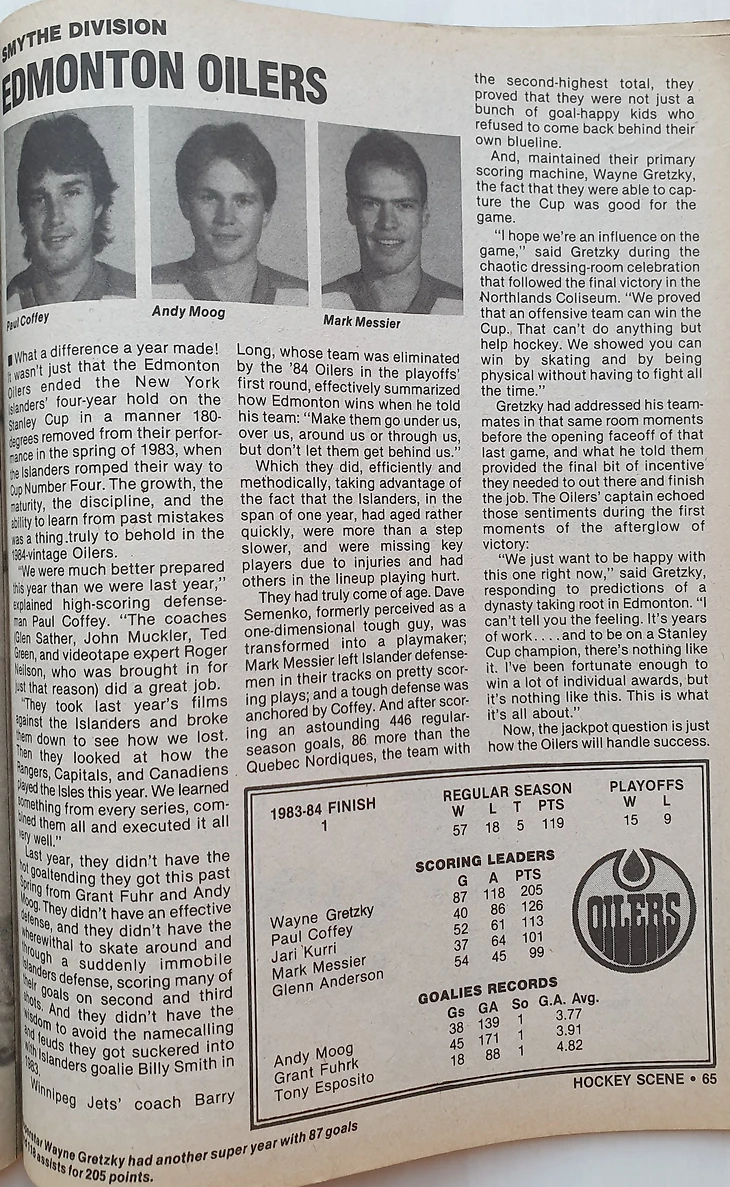 SMYTHE DIVISION
EDMONTON OILERS
Paul Coffey
Andy Moog
Mark Messier
What a difference a year made!
It wasn't just that the Edmonton
Oilers ended the New York
Islanders' four-year hold on the
Stanley Cup in a manner 180-
degrees removed from their perfor-
mance in the spring of 1983, when
the Islanders romped their way to
Cup Number Four. The growth, the
maturity, the discipline, and the
ability to learn from past mistakes
was a thing truly to behold in the
1984-vintage Oilers.
"We were much better prepared
this year than we were last year,"
explained high-scoring defense-
man Paul Coffey. "The coaches
(Glen Sather, John Muckler, Ted
Green, and videotape expert Roger
Neilson, who was brought in for
just that reason) did a great job.
"They took last year's films
against the Islanders and broke
them down to see how we lost.
Then they looked at how the
Rangers, Capitals, and Canadiens
played the Isles this year. We learned
something from every series, com-
bined them all and executed it all
very well."
Last year, they didn't have the
hot goaltending they got this past
Spring from Grant Fuhr and Andy
Moog. They didn't have an effective
defense, and they didn't have the
wherewithal to skate around and
through a suddenly immobile
Islanders defense, scoring many of
their goals on second and third
shots. And they didn't have the
wisdom to avoid the namecalling
and feuds they got suckered into
with Islanders goalie Billy Smith in
1983.
Winnipeg Jets' coach Barry
Long, whose team was eliminated
by the '84 Oilers in the playoffs'
first round, effectively summarized
how Edmonton wins when he told
his team: "Make them go under us,
over us, around us or through us,
but don't let them get behind us."
Which they did, efficiently and
methodically, taking advantage of
the fact that the Islanders, in the
span of one year, had aged rather
quickly, were more than a step
slower, and were missing key
players due to injuries and had
others in the lineup playing hurt.
They had truly come of age. Dave
Semenko, formerly perceived as a
one-dimensional tough guy, was
transformed into a playmaker;
Mark Messier left Islander defense-
men in their tracks on pretty scor-
ing plays; and a tough defense was
anchored by Coffey. And after scor-
ing an astounding 446 regular-
season goals, 86 more than the
Quebec Nordiques, the team with
the second-highest total, they
proved that they were not just a
bunch of goal-happy kids who
refused to come back behind their
own blueline.
And, maintained their primary
scoring machine, Wayne Gretzky,
the fact that they were able to cap-
ture the Cup was good for the
game.
"I hope we're an influence on the
game," said Gretzky during the
chaotic dressing-room celebration
that followed the final victory in the
Northlands Coliseum. "We proved
that an offensive team can win the
Cup. That can't do anything but
help hockey. We showed you can
win by skating and by being
physical without having to fight all
the time."
Gretzky had addressed his team-
mates in that same room moments
before the opening faceoff of that
last game, and what he told them
provided the final bit of incentive
they needed to out there and finish
the job. The Oilers' captain echoed
those sentiments during the first
moments of the afterglow of
victory:
"We just want to be happy with
this one right now," said Gretzky,
responding to predictions of a
dynasty taking root in Edmonton. "I
can't tell you the feeling. It's years
of work....and to be on a Stanley
Cup champion, there's nothing like
it. I've been fortunate enough to
win a lot of individual awards, but
it's nothing like this. This is what
it's all about."
Now, the jackpot question is just
how the Oilers will handle success.
1983-84 FINISH
1
REGULAR SEASON
W L T PTS
57 18 5 119
PLAYOFFS
W L
15 9
SCORING LEADERS
G A PTS
Wayne Gretzky 87 118 205
Paul Coffey 40 86 126
Jari Kurri 52 61 113
Mark Messier 37 64 101
Glenn Anderson 54 45 99
OILERS
GOALIES RECORDS
Gs GA So G.A. Avg.
Andy Moog 38 139 1 3.77
Grant Fuhrk 45 171 1 3.91
Tony Esposito 18 88 1 4.82
HOCKEY SCENE • 65
Wayne Gretzky had another super year with 87 goals
118 assists for 205 points.